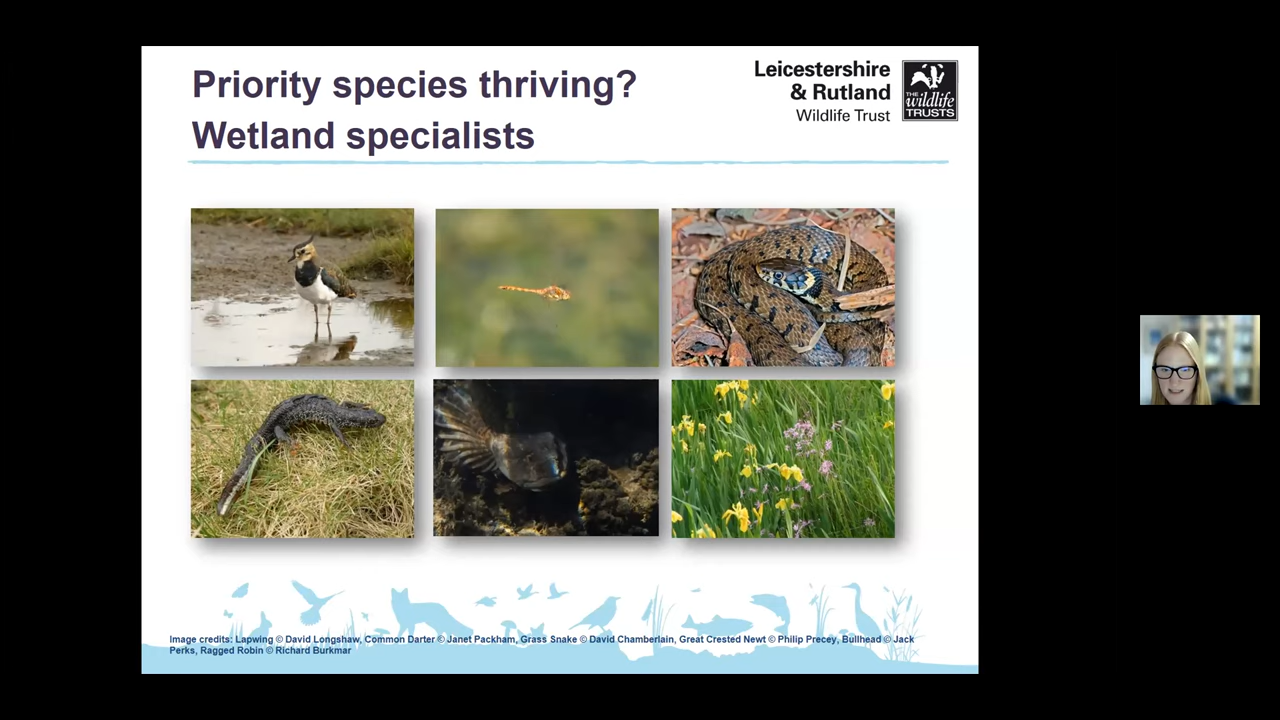 Priority species thriving?
Wetland specialists
Leicestershire
& Rutland
Wildlife Trust
THE
wildlife
TRUSTS
Image credits: Lapwing © David Longshaw, Common Darter © Janet Packham, Grass Snake © David Chamberlain, Great Crested Newt © Philip Precey, Bullhead © Jack
Perks, Ragged Robin © Richard Burkmar